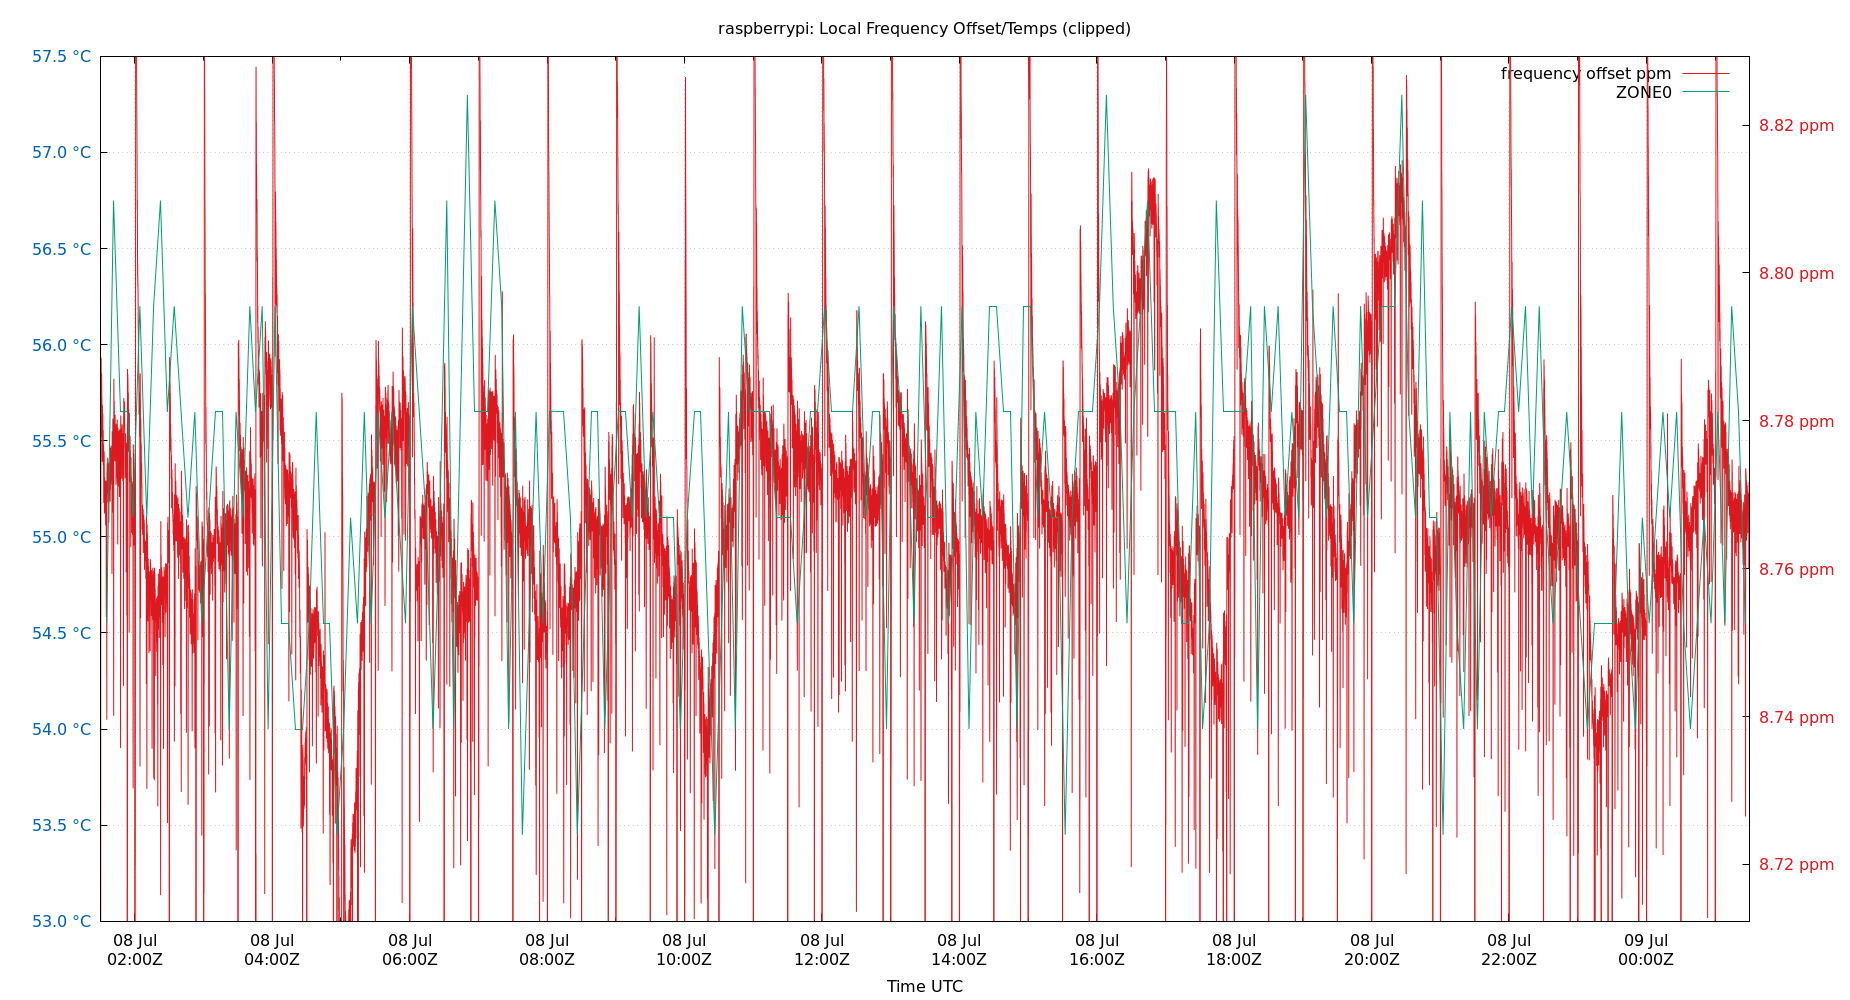 raspberrypi: Local Frequency Offset/Temps (clipped)
frequency offset ppm
ZONE0
57.5 °C
57.0 °C
56.5 °C
56.0 °C
55.5 °C
55.0 °C
54.5 °C
54.0 °C
53.5 °C
53.0 °C
8.82 ppm
8.80 ppm
8.78 ppm
8.76 ppm
8.74 ppm
8.72 ppm
08 Jul 08 Jul 08 Jul 08 Jul 08 Jul 08 Jul 08 Jul 08 Jul 08 Jul 08 Jul 08 Jul 09 Jul
02:00Z 04:00Z 06:00Z 08:00Z 10:00Z 12:00Z 14:00Z 16:00Z 18:00Z 20:00Z 22:00Z 00:00Z
Time UTC